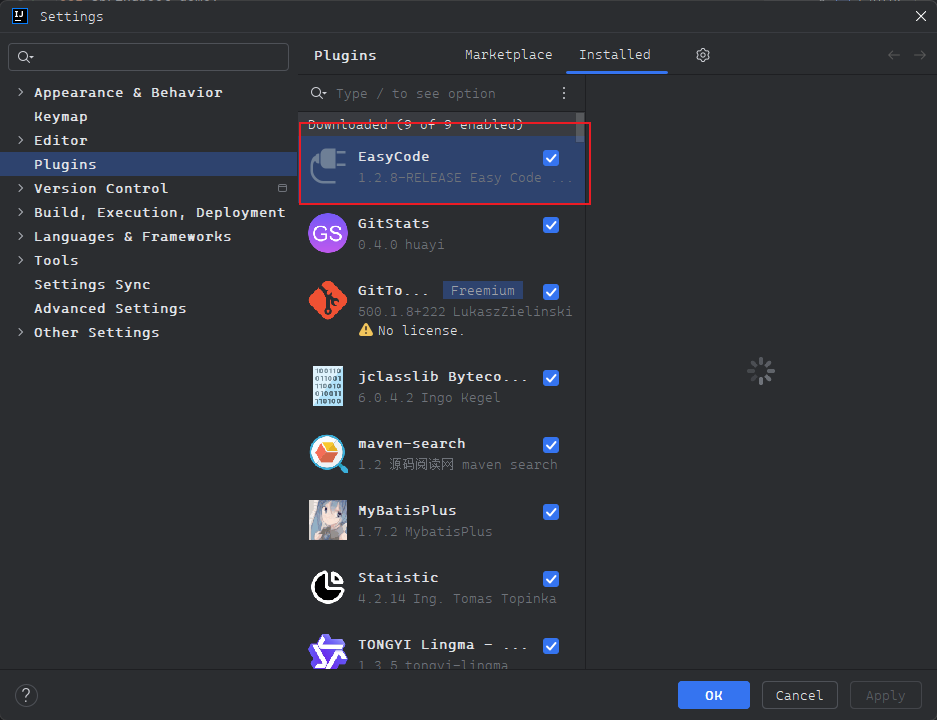 Settings
Plugins
Marketplace
Installed
Type / to see option
Appearance & Behavior
Keymap
Editor
Plugins
Version Control
Build, Execution, Deployment
Languages & Frameworks
Tools
Settings Sync
Advanced Settings
Other Settings
Downloaded (9 of 9 enabled)
EasyCode
1.2.8-RELEASE Easy Code ...
GS
GitStats
0.4.0 huayi
GitTo... Freemium
500.1.8+222 LukaszZielinski
No license.
jclasslib Byteco...
6.0.4.2 Ingo Kegel
maven-search
1.2 源码阅读网 maven search
MyBatisPlus
1.7.2 MybatisPlus
Statistic
4.2.14 Ing. Tomas Topinka
TONGYI Lingma - ...
1.3.5 tongyi-lingma
?
OK
Cancel
Apply